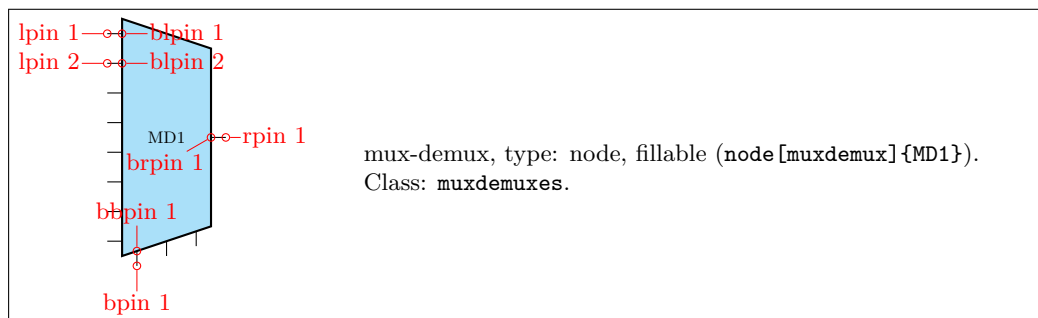 lpin 1 blpin 1
lpin 2 blpin 2
MD1 rpin 1
brpin 1
mux-demux, type: node, fillable (node[muxdemux]{MD1}).
Class: muxdemuxes.
bbpin 1
bpin 1